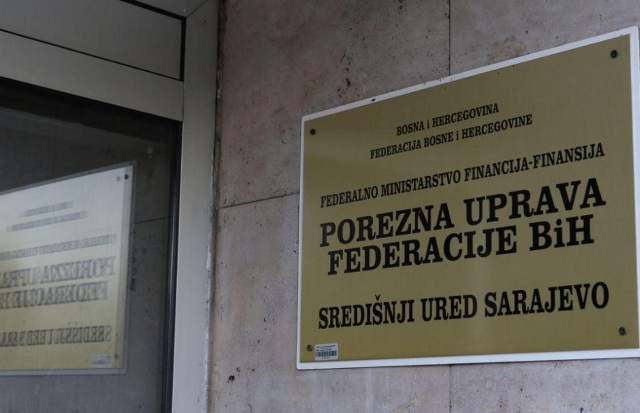 BOSNA i HERCEGOVINA
FEDERACIJA BOSNE i HERCEGOVINE
FEDERALNO MINISTARSTVO FINANCIJA-FINANSIJA
POREZNA UPRAVA
FEDERACIJE BiH
SREDIŠNJI URED SARAJEVO